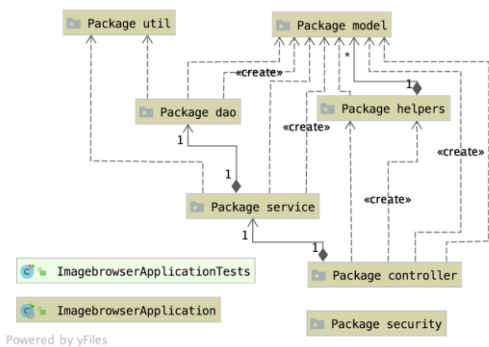 Package util
Package model
«create»
*
1
Package dao
Package helpers
1
«create»
«create»
1
Package service
«create»
1
1
ImagebrowserApplicationTests
Package controller
ImagebrowserApplication
Package security
Powered by yFiles